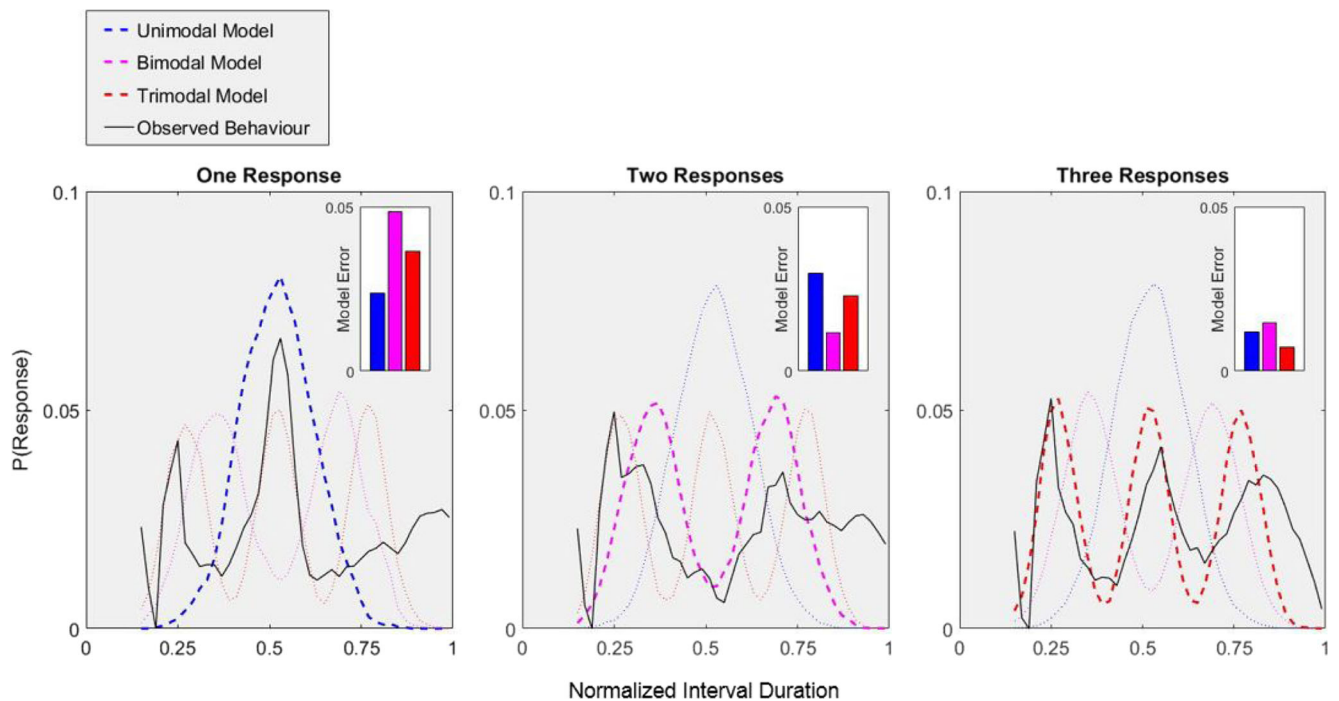 Unimodal Model
Bimodal Model
Trimodal Model
Observed Behaviour
One Response
Two Responses
Three Responses
0.1
0.05
0
P(Response)
0.05
0
Model Error
0 0.25 0.5 0.75 1
0.1
0.05
0
0.05
0
Model Error
0 0.25 0.5 0.75 1
0.1
0.05
0
0.05
0
Model Error
0 0.25 0.5 0.75 1
Normalized Interval Duration